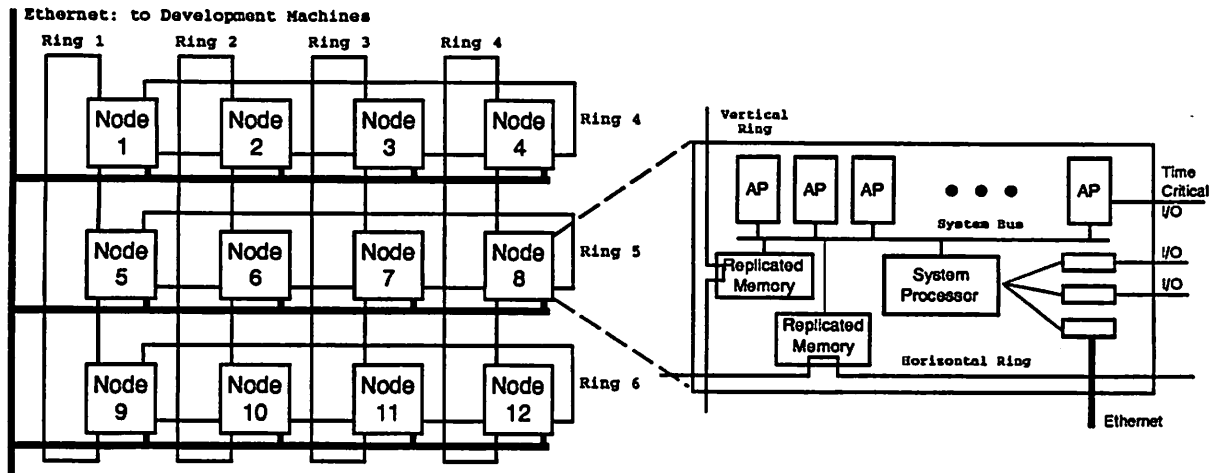 Ethernet: to Development Machines
Ring 1
Ring 2
Ring 3
Ring 4
Node
1
Node
2
Node
3
Node
4
Ring 4
Node
5
Node
6
Node
7
Node
8
Ring 5
Node
9
Node
10
Node
11
Node
12
Ring 6
Vertical
Ring
AP
AP
AP
AP
Time
Critical
I/O
System Bus
Replicated
Memory
System
Processor
I/O
I/O
Replicated
Memory
Horizontal Ring
Ethernet